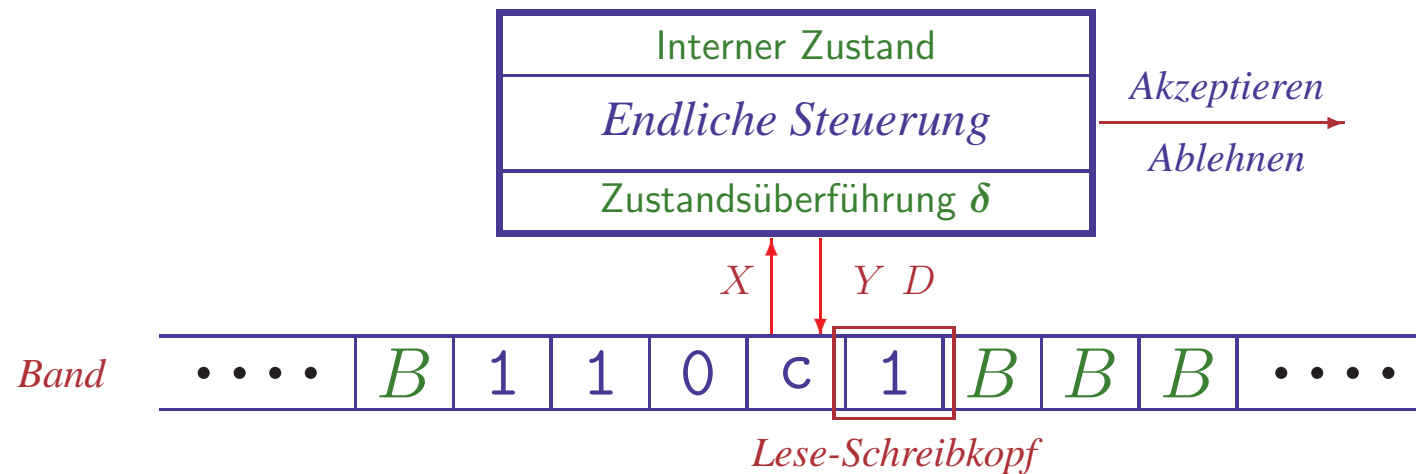 Interner Zustand
Endliche Steuerung
Zustandsüberführung δ
Akzeptieren
Ablehnen
X Y D
Band •••• B 1 1 0 c 1 B B B ••••
Lese-Schreibkopf